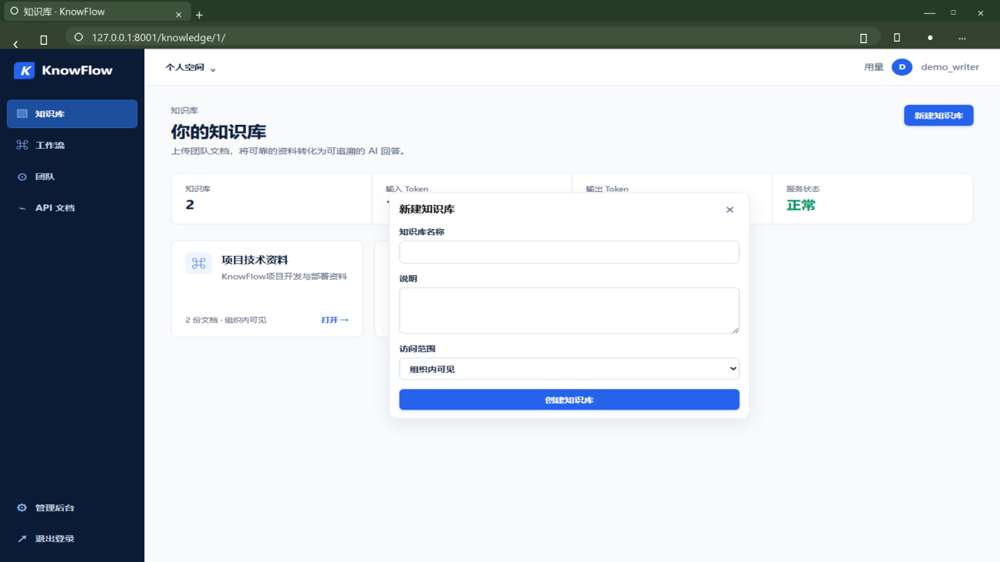 知识库 · KnowFlow
127.0.0.1:8001/knowledge/1/
K KnowFlow
知识库
工作流
团队
API 文档
管理后台
退出登录
个人空间
用量 D demo_writer
知识库
你的知识库
上传团队文档，将可靠的资料转化为可追溯的 AI 回答。
新建知识库
知识库
2
输入 Token
输出 Token
服务状态
正常
项目技术资料
KnowFlow项目开发与部署资料
2 份文档 · 组织内可见 打开 →
新建知识库
知识库名称
说明
访问范围
组织内可见
创建知识库